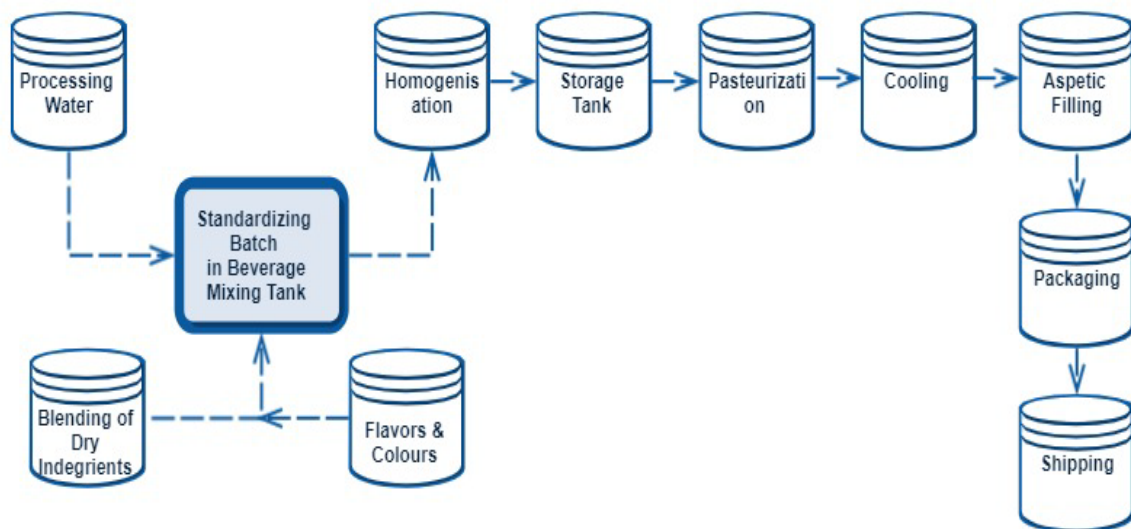 Processing
Water
Homogenis
ation
Storage
Tank
Pasteurizati
on
Cooling
Aspetic
Filling
Standardizing
Batch
in Beverage
Mixing Tank
Packaging
Blending of
Dry
Indegrients
Flavors &
Colours
Shipping